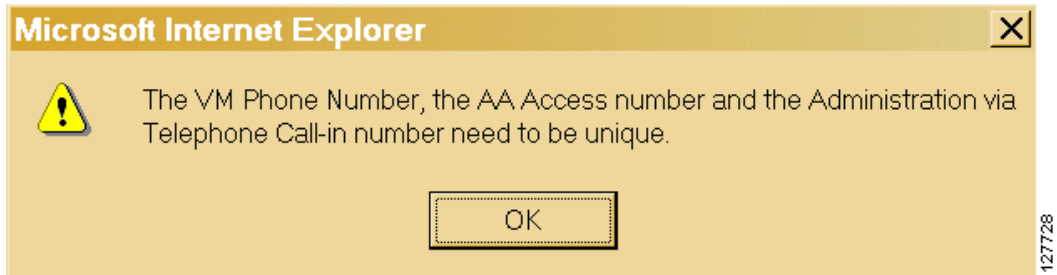 Microsoft Internet Explorer
The VM Phone Number, the AA Access number and the Administration via
Telephone Call-in number need to be unique.
OK
127728